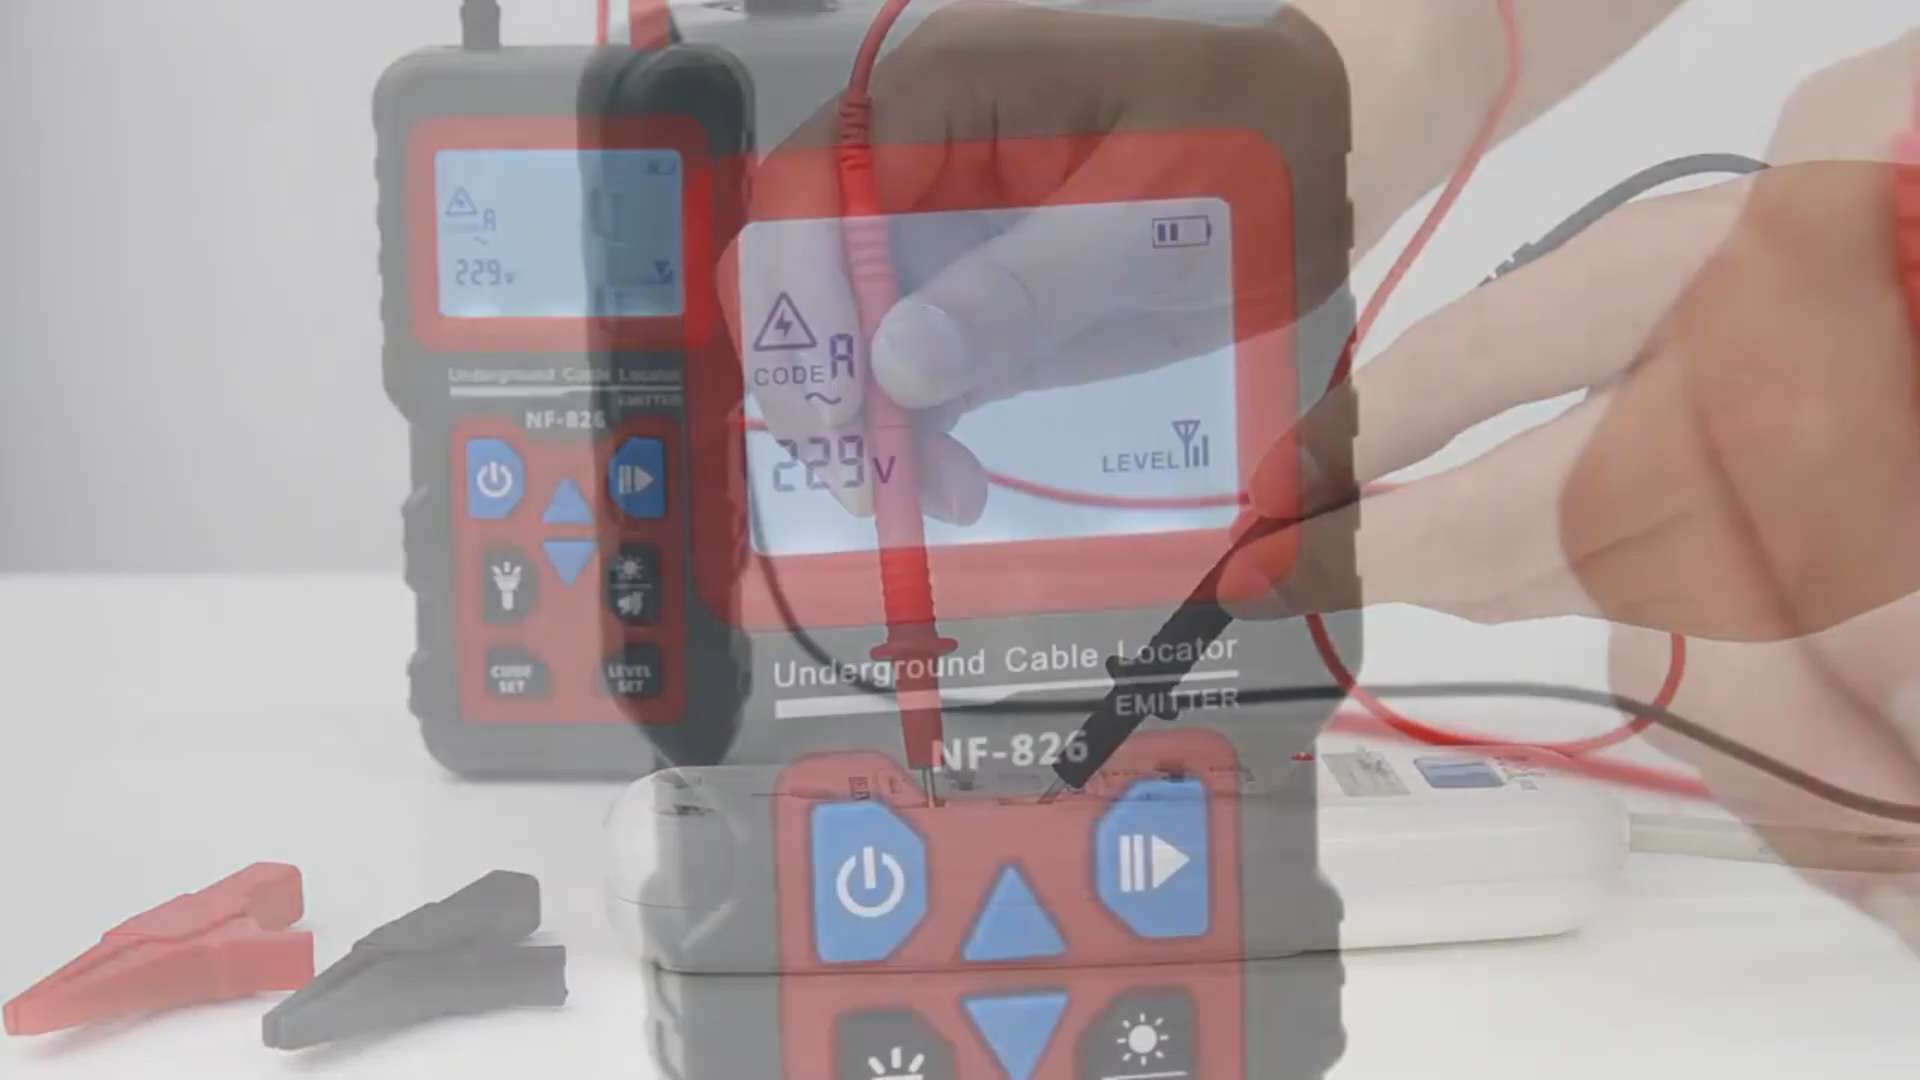 A
229V
Underground Cable Locator
EMITTER
NF-826
CODE
SET
LEVEL
SET
CODE A
229V
LEVEL
Underground Cable Locator
EMITTER
NF-826